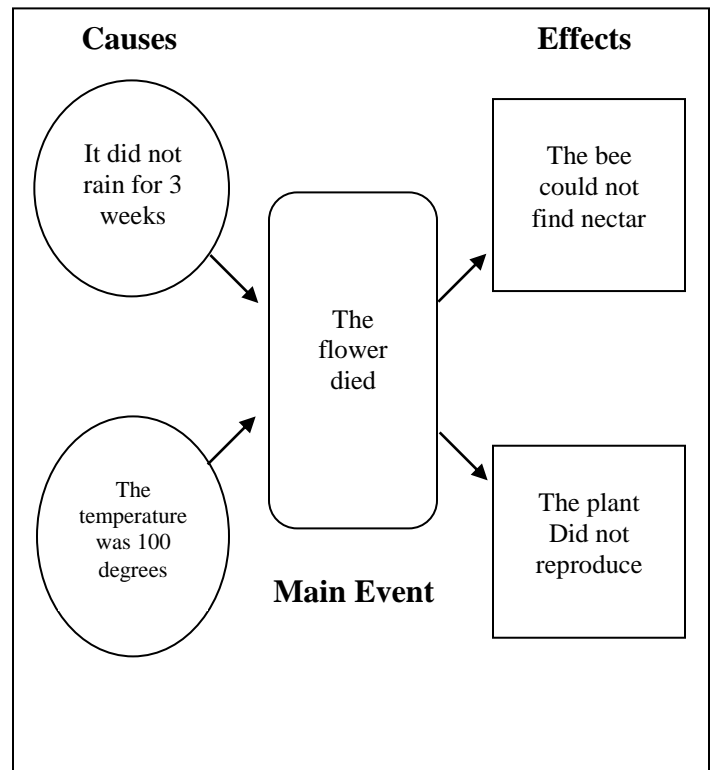 Causes
Effects
It did not
rain for 3
weeks
The bee
could not
find nectar
The
flower
died
The
temperature
was 100
degrees
The plant
Did not
reproduce
Main Event